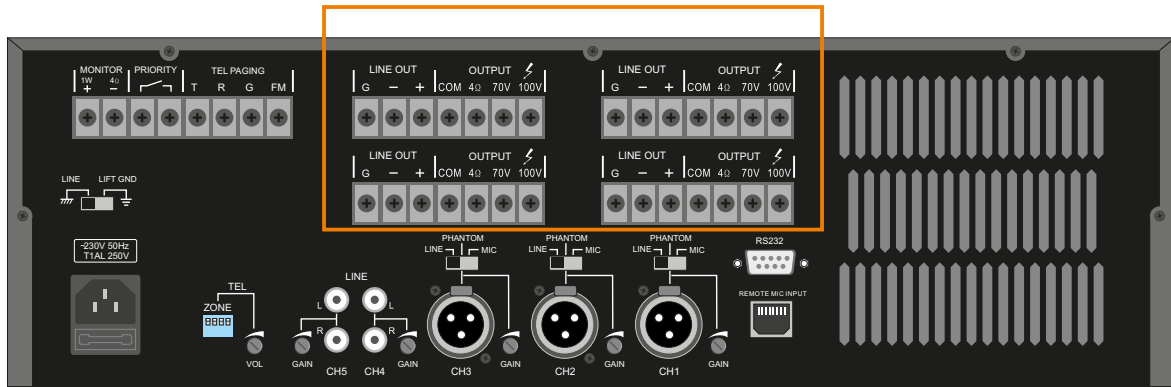 MONITOR PRIORITY TEL PAGING
1W 4Ω
+ − T R G FM
LINE OUT OUTPUT
G − + COM 4Ω 70V 100V
LINE OUT OUTPUT
G − + COM 4Ω 70V 100V
LINE OUT OUTPUT
G − + COM 4Ω 70V 100V
LINE OUT OUTPUT
G − + COM 4Ω 70V 100V
LINE LIFT GND
~230V 50Hz
T1AL 250V
TEL
ZONE
VOL
LINE
L L
R R
GAIN CH5 CH4 GAIN
PHANTOM
LINE MIC
CH3 GAIN
PHANTOM
LINE MIC
CH2 GAIN
PHANTOM
LINE MIC
CH1 GAIN
RS232
REMOTE MIC INPUT